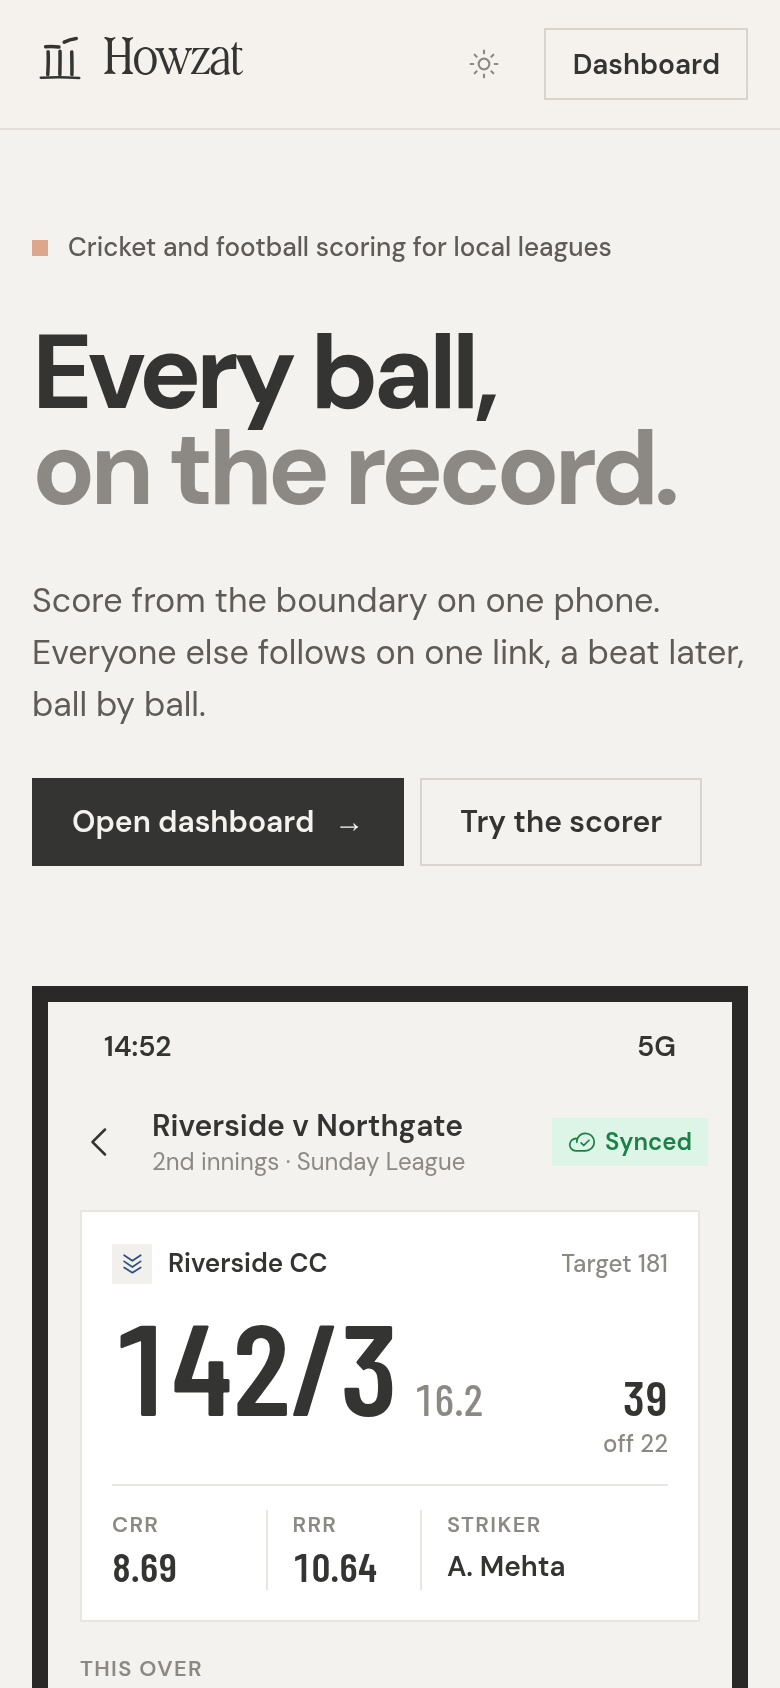 Howzat
Dashboard
Cricket and football scoring for local leagues
Every ball,
on the record.
Score from the boundary on one phone.
Everyone else follows on one link, a beat later,
ball by ball.
Open dashboard →
Try the scorer
14:52
5G
Riverside v Northgate
2nd innings · Sunday League
Synced
Riverside CC
Target 181
142/3 16.2
39
off 22
CRR
8.69
RRR
10.64
STRIKER
A. Mehta
THIS OVER